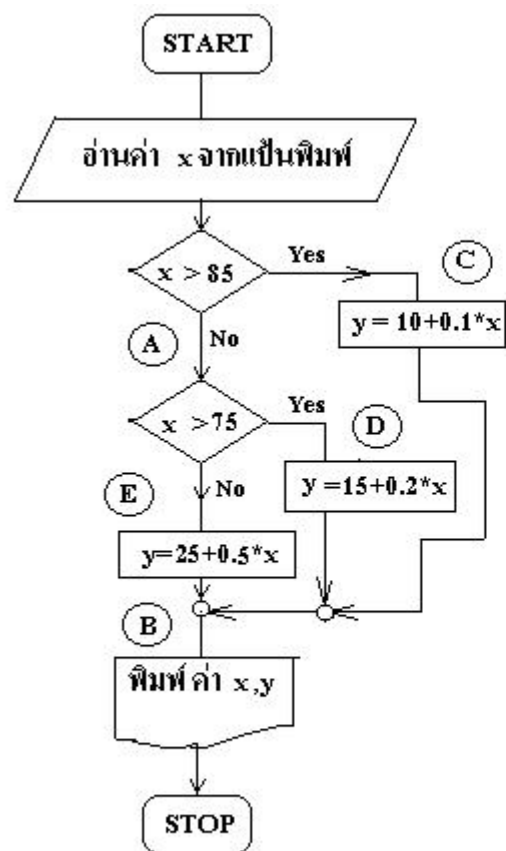 START
อ่านค่า x จากแป้นพิมพ์
x > 85
Yes
C
y = 10+0.1*x
A
No
x >75
Yes
D
y =15+0.2*x
E
No
y=25+0.5*x
B
พิมพ์ ค่า x ,y
STOP